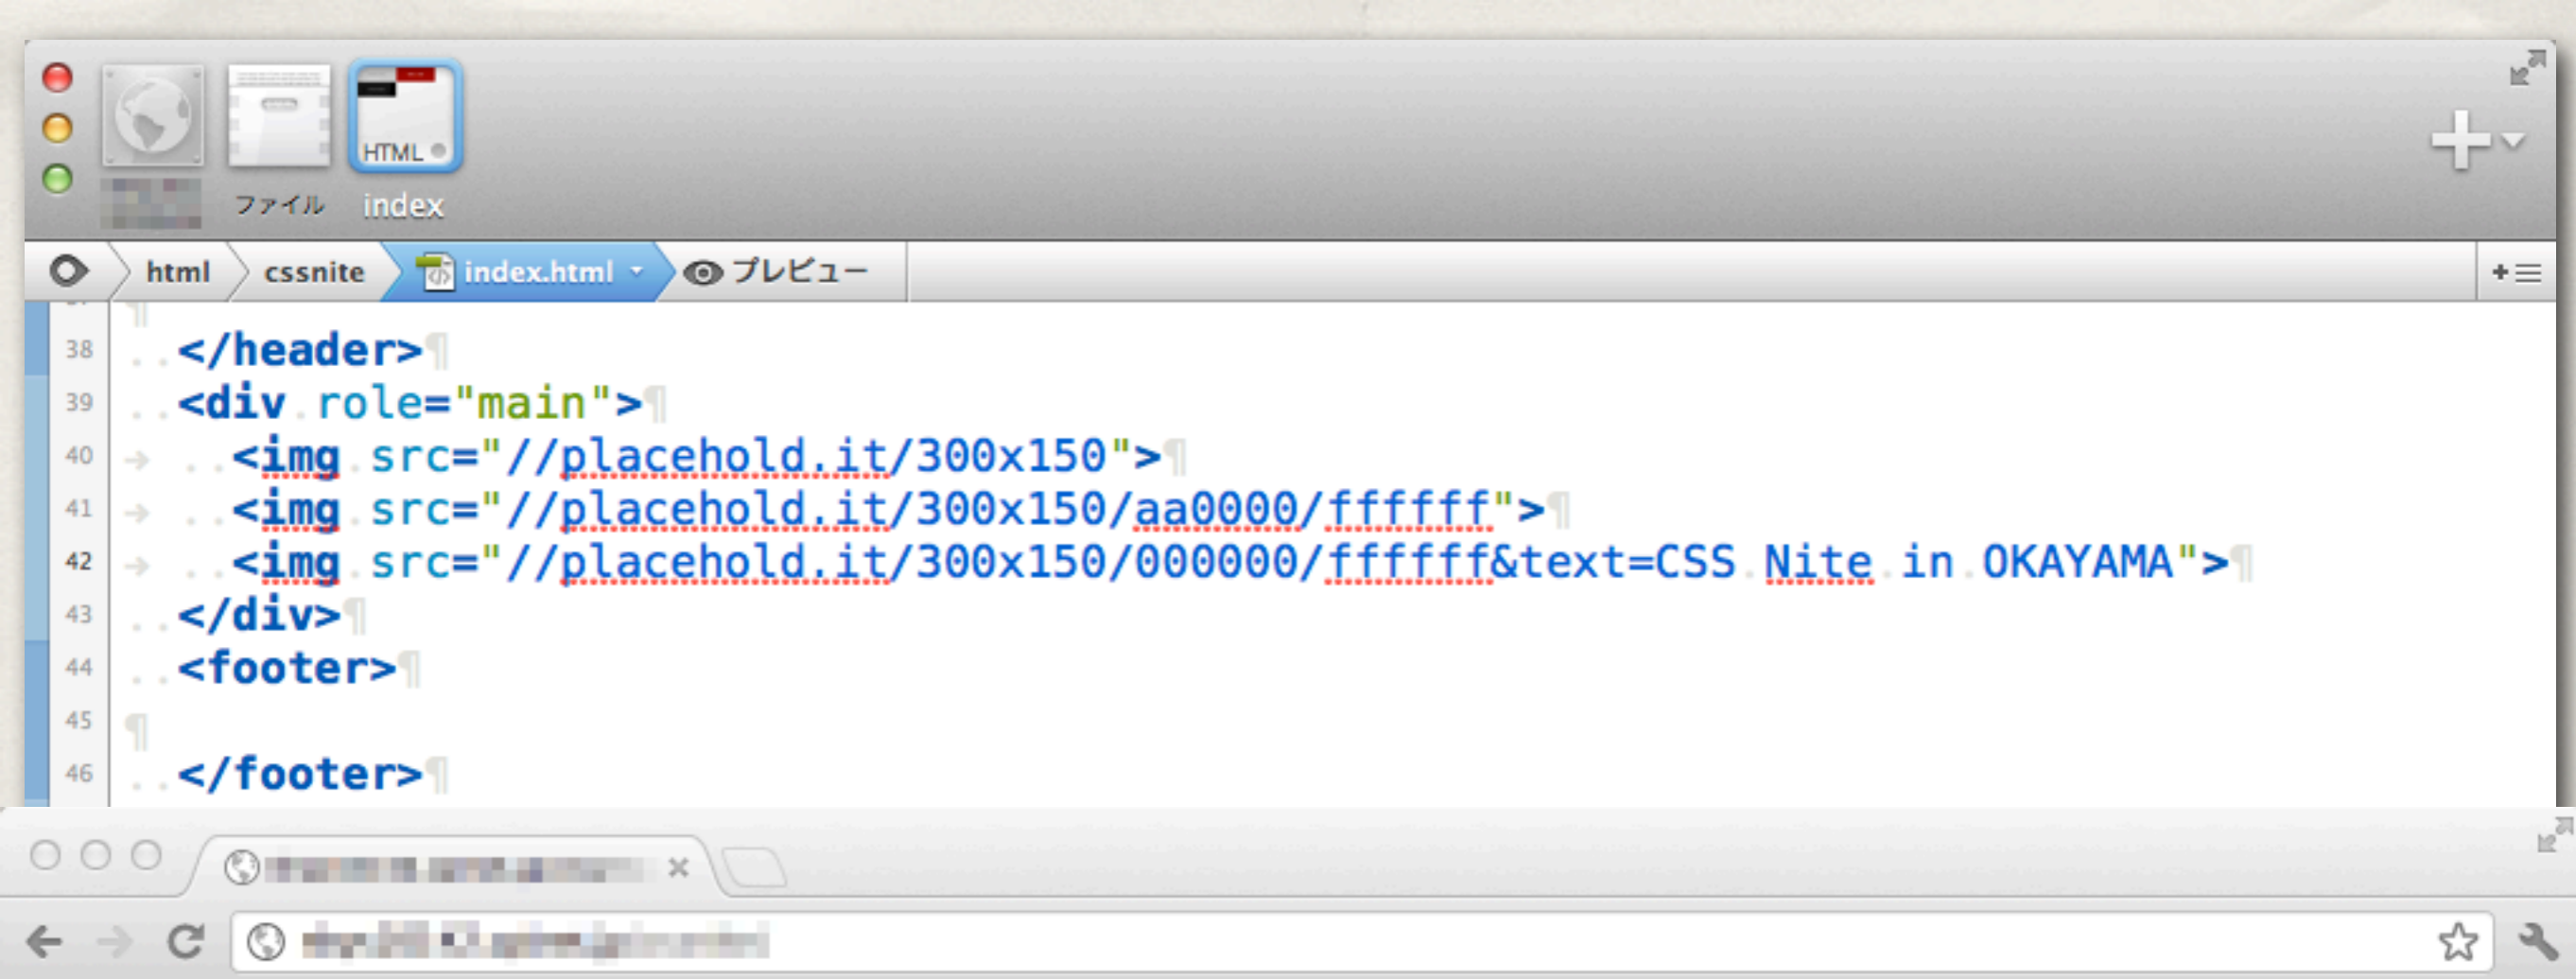 HTML
ファイル
index
html
cssnite
index.html
プレビュー
38 </header>
39 <div role="main">
40 <img src="//placehold.it/300x150">
41 <img src="//placehold.it/300x150/aa0000/ffffff">
42 <img src="//placehold.it/300x150/000000/ffffff&text=CSS Nite in OKAYAMA">
43 </div>
44 <footer>
45
46 </footer>